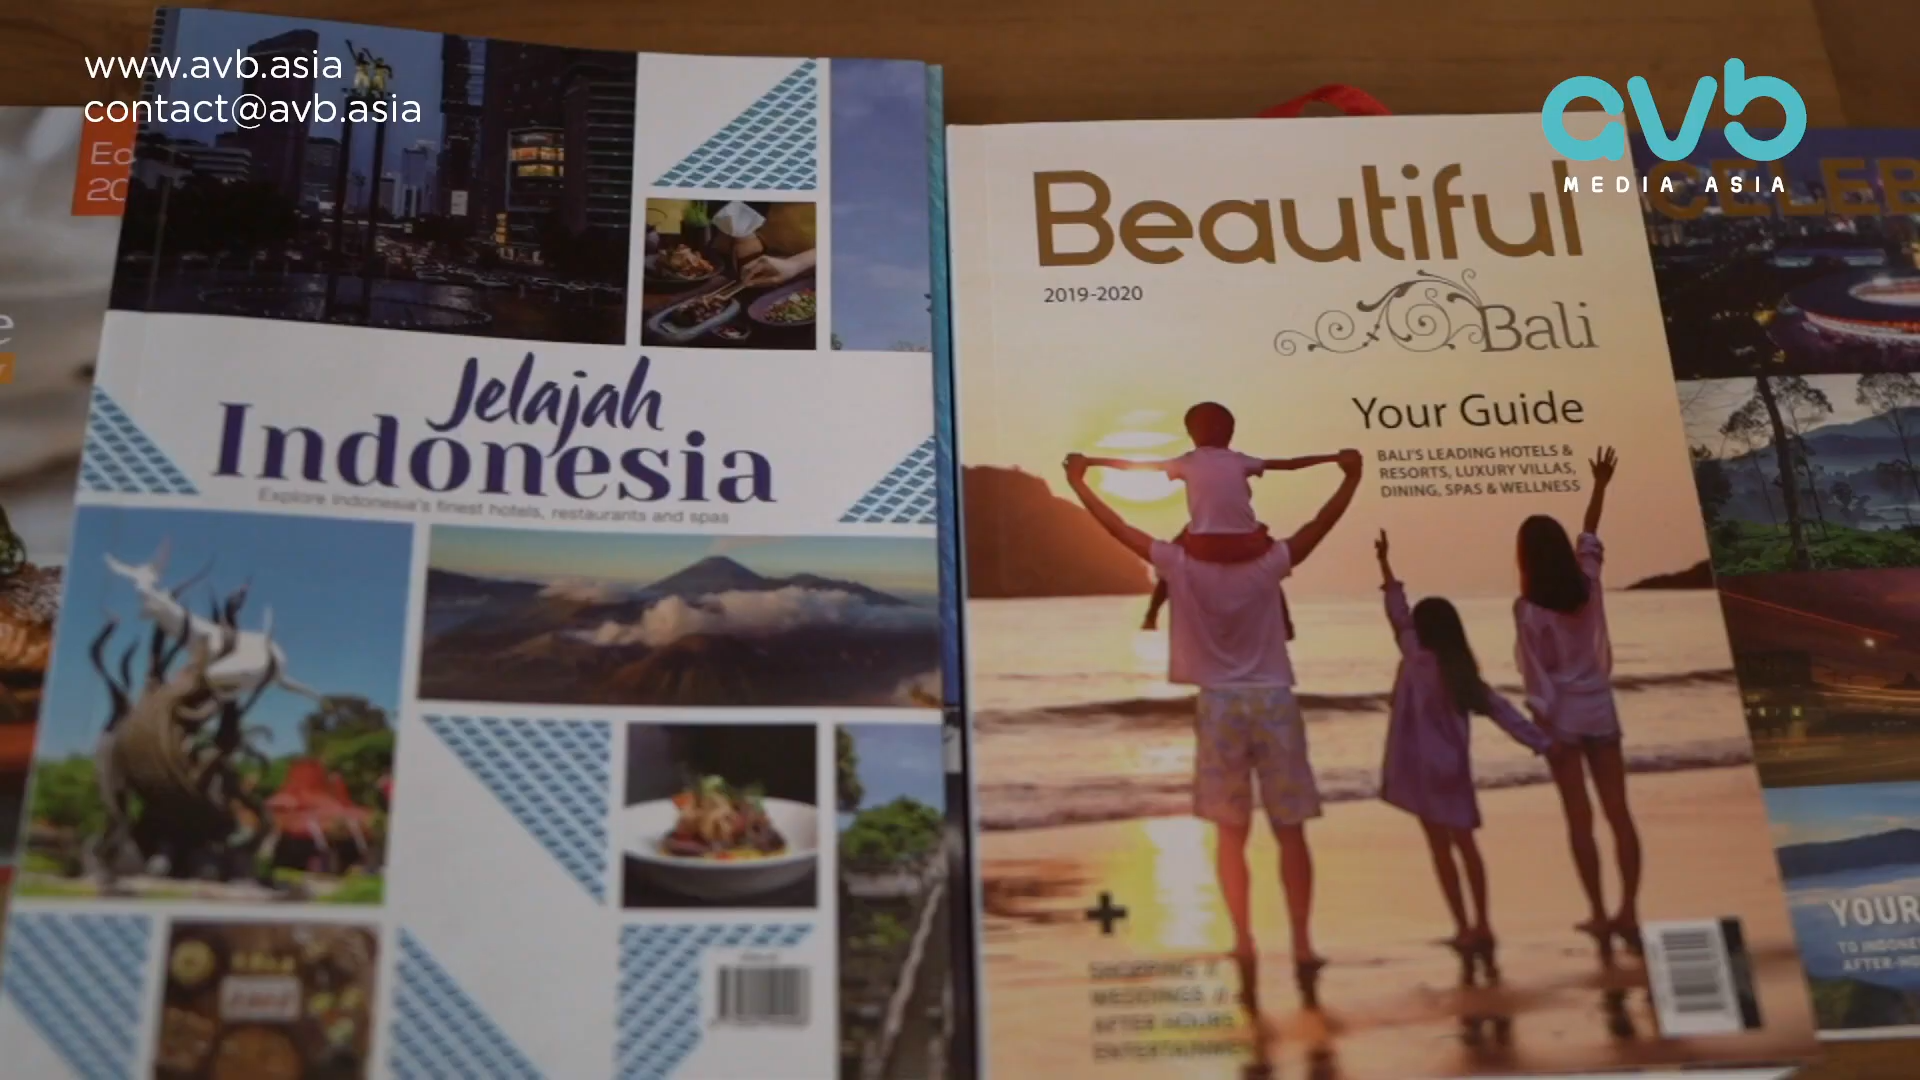 www.avb.asia
contact@avb.asia
avb
MEDIA ASIA
Jelajah
Indonesia
Explore Indonesia's finest hotels, restaurants and spas
Beautiful
2019-2020
Bali
Your Guide
BALI'S LEADING HOTELS &
RESORTS, LUXURY VILLAS,
DINING, SPAS & WELLNESS
+
SHOPPING //
WEDDINGS //
AFTER HOURS
CELEB
YOUR